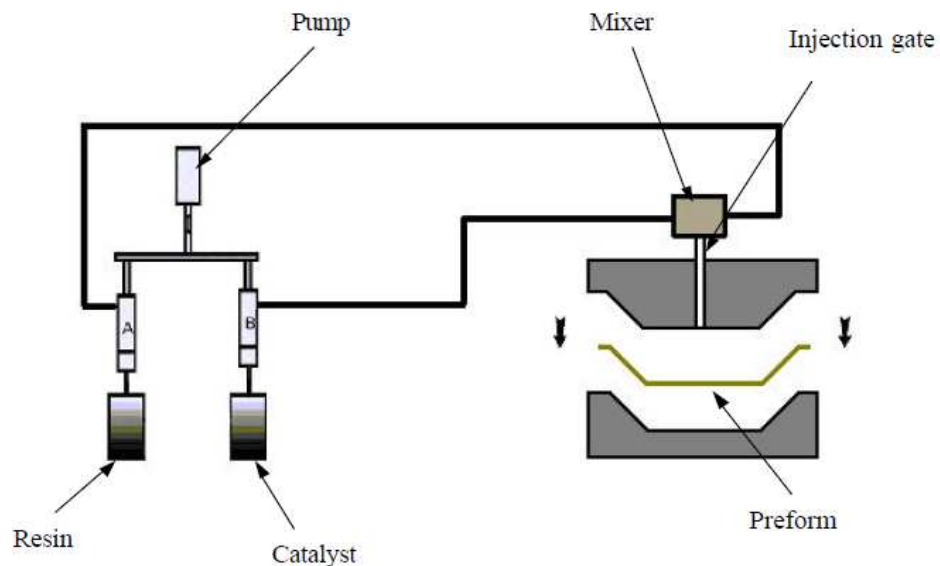 Pump
Mixer
Injection gate
A
B
Preform
Resin
Catalyst